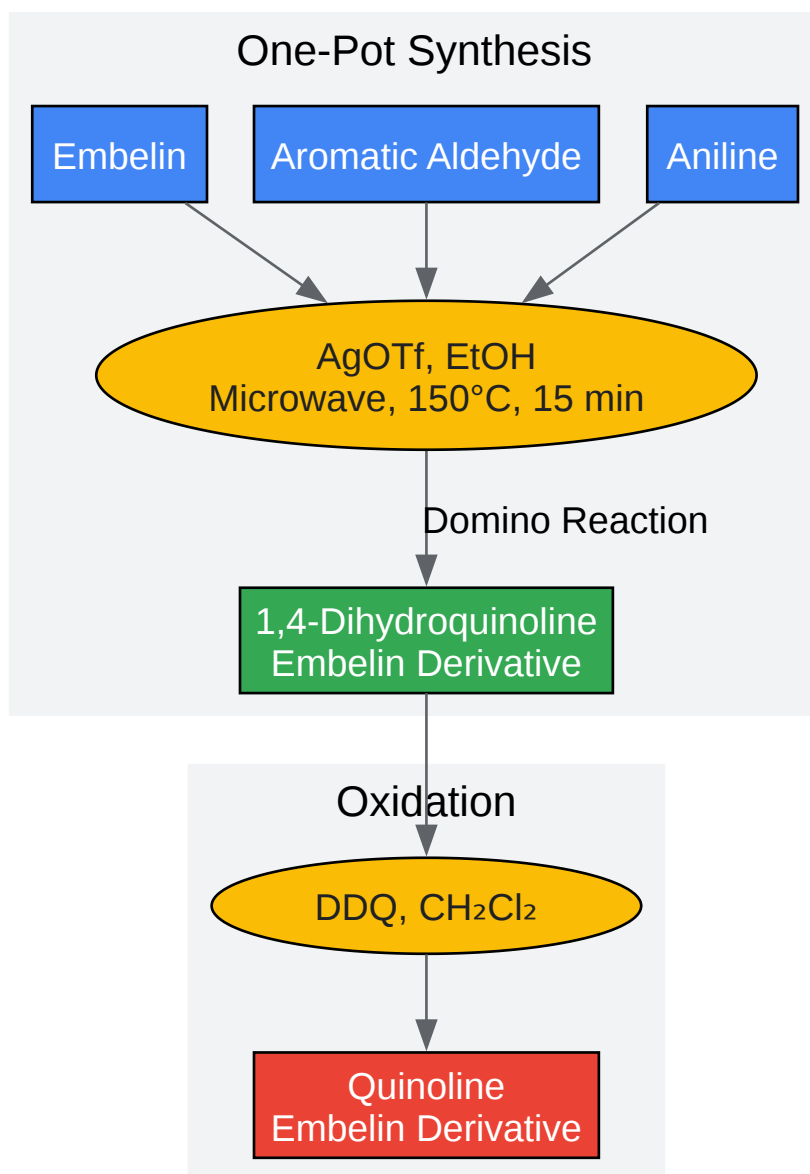 One-Pot Synthesis
Embelin
Aromatic Aldehyde
Aniline
AgOTf, EtOH
Microwave, 150°C, 15 min
Domino Reaction
1,4-Dihydroquinoline
Embelin Derivative
Oxidation
DDQ, CH₂Cl₂
Quinoline
Embelin Derivative